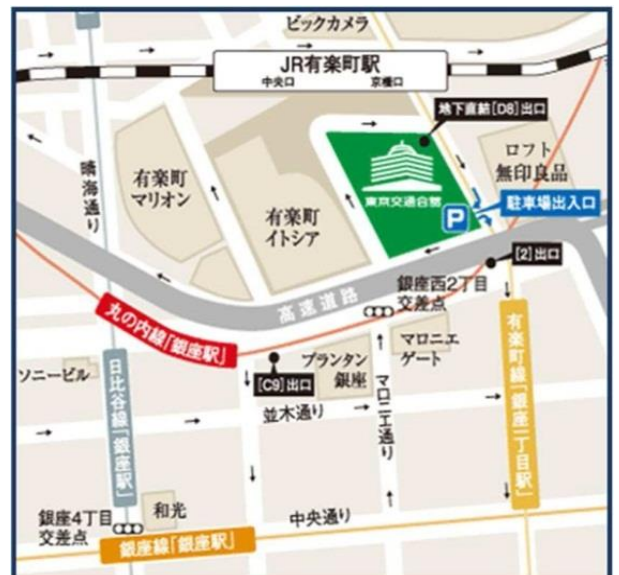 ビックカメラ
JR有楽町駅
中央口
京橋口
地下直結[D8]出口
ロフト
無印良品
晴海通り
有楽町
マリオン
有楽町
イトシア
東京交通会館
P
駐車場出入口
[2]出口
高速道路
銀座西2丁目
交差点
丸の内線「銀座駅」
マロニエ
ゲート
有楽町線「銀座一丁目駅」
ソニービル
日比谷線「銀座駅」
[C9]出口
プランタン
銀座
マロニエ通り
並木通り
銀座4丁目
交差点
和光
中央通り
銀座線「銀座駅」